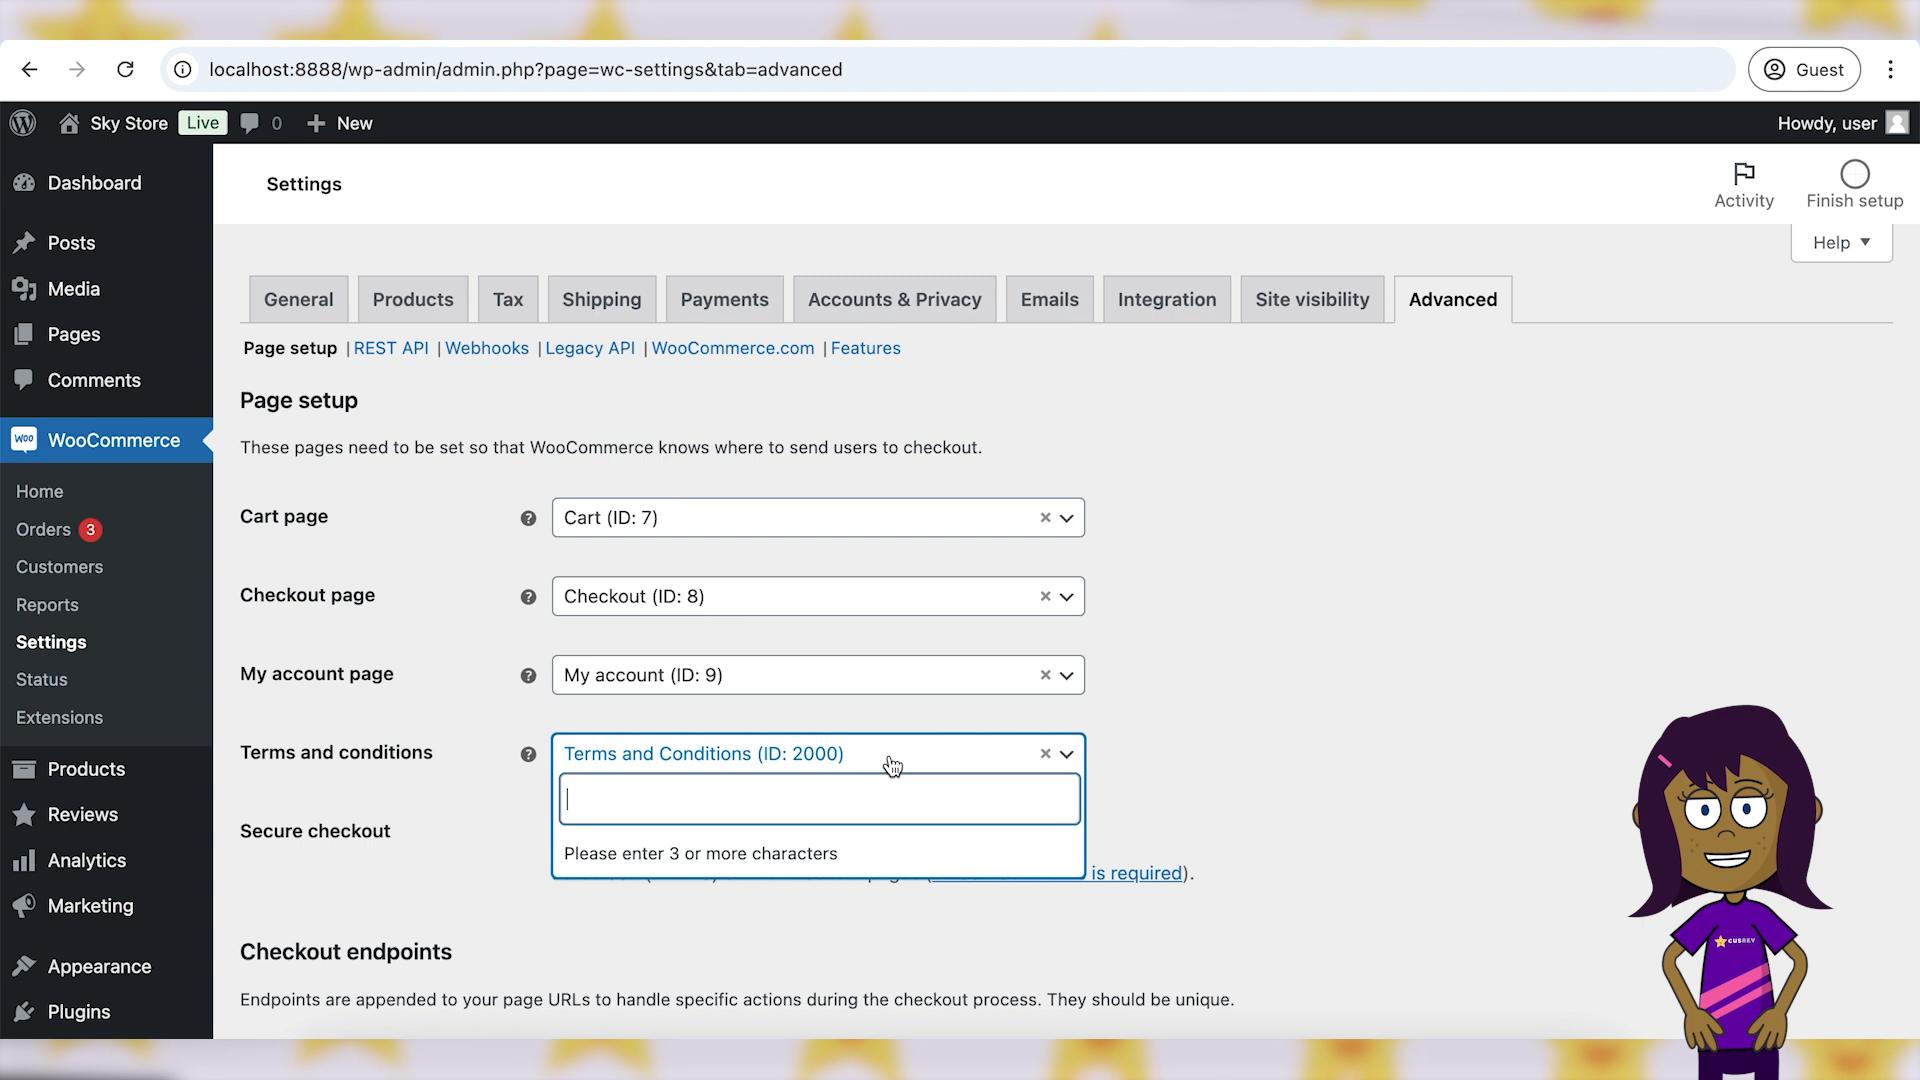 localhost:8888/wp-admin/admin.php?page=wc-settings&tab=advanced
Guest
Sky Store Live 0 New
Howdy, user
Dashboard
Posts
Media
Pages
Comments
WooCommerce
Home
Orders 3
Customers
Reports
Settings
Status
Extensions
Products
Reviews
Analytics
Marketing
Appearance
Plugins
Settings
Activity
Finish setup
Help
General Products Tax Shipping Payments Accounts & Privacy Emails Integration Site visibility Advanced
Page setup | REST API | Webhooks | Legacy API | WooCommerce.com | Features
Page setup
These pages need to be set so that WooCommerce knows where to send users to checkout.
Cart page ? Cart (ID: 7) ×
Checkout page ? Checkout (ID: 8) ×
My account page ? My account (ID: 9) ×
Terms and conditions ? Terms and Conditions (ID: 2000) ×
Secure checkout
Please enter 3 or more characters
is required).
Checkout endpoints
Endpoints are appended to your page URLs to handle specific actions during the checkout process. They should be unique.
CUSREV